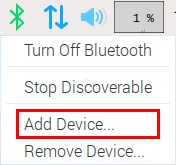 1 %
Turn Off Bluetooth
Stop Discoverable
Add Device...
Remove Device...